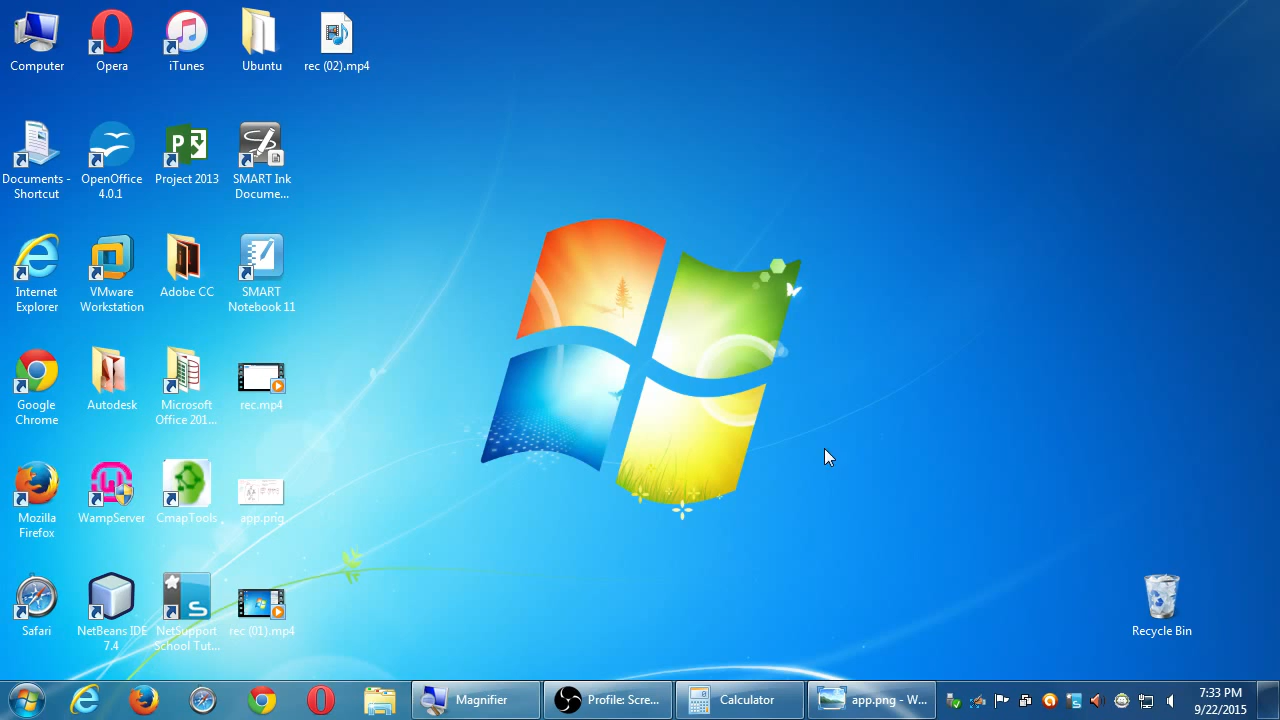 Computer
Opera
iTunes
Ubuntu
rec (02).mp4
Documents -
Shortcut
OpenOffice
4.0.1
Project 2013
SMART Ink
Docume...
Internet
Explorer
VMware
Workstation
Adobe CC
SMART
Notebook 11
Google
Chrome
Autodesk
Microsoft
Office 201...
rec.mp4
Mozilla
Firefox
WampServer
CmapTools
app.png
Safari
NetBeans IDE
7.4
NetSupport
School Tut...
rec (01).mp4
Recycle Bin
Magnifier
Profile: Scre...
Calculator
app.png - W...
7:33 PM
9/22/2015